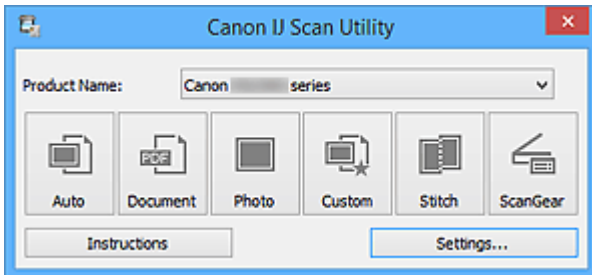 Canon IJ Scan Utility
Product Name: Canon series
PDF
Auto Document Photo Custom Stitch ScanGear
Instructions Settings...